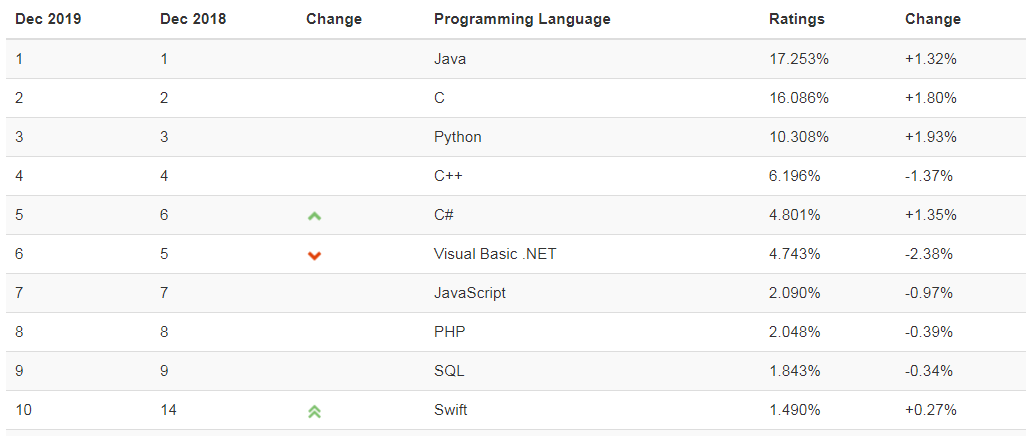 Dec 2019 Dec 2018 Change Programming Language Ratings Change
1 1 Java 17.253% +1.32%
2 2 C 16.086% +1.80%
3 3 Python 10.308% +1.93%
4 4 C++ 6.196% -1.37%
5 6 C# 4.801% +1.35%
6 5 Visual Basic .NET 4.743% -2.38%
7 7 JavaScript 2.090% -0.97%
8 8 PHP 2.048% -0.39%
9 9 SQL 1.843% -0.34%
10 14 Swift 1.490% +0.27%